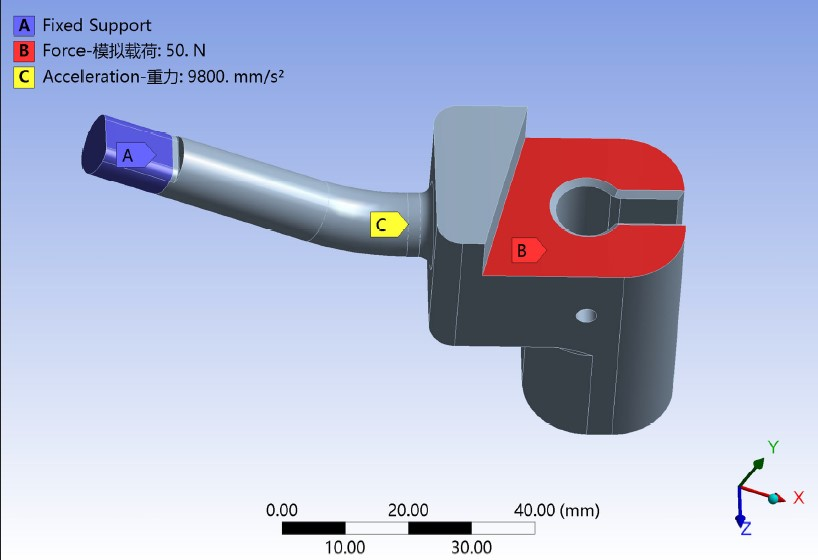 A Fixed Support
B Force-模拟载荷: 50. N
C Acceleration-重力: 9800. mm/s²
A
C
B
Y
X
Z
0.00 20.00 40.00 (mm)
10.00 30.00